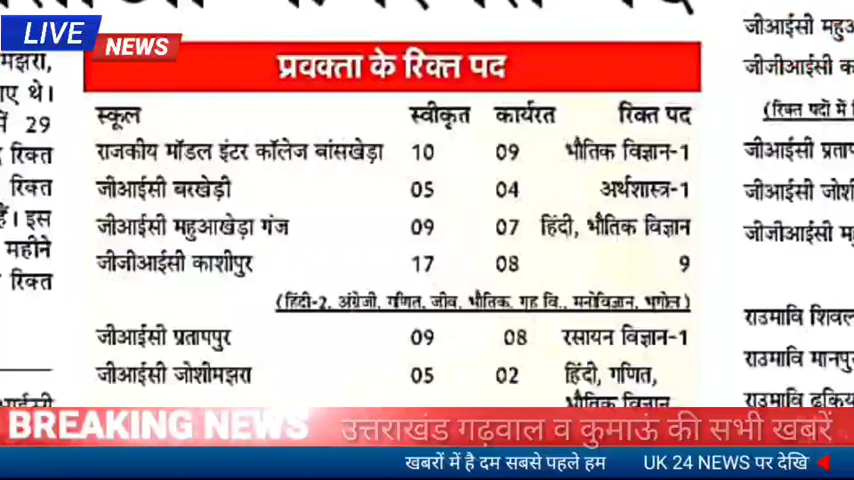 LIVE
NEWS
मझरा,
ाए थे।
में 29
रिक्त
रिक्त
हैं। इस
महीने
रिक्त
प्रवक्ता के रिक्त पद
स्कूल स्वीकृत कार्यरत रिक्त पद
राजकीय मॉडल इंटर कॉलेज बांसखेड़ा 10 09 भौतिक विज्ञान-1
जीआईसी बरखेड़ी 05 04 अर्थशास्त्र-1
जीआईसी महुआखेड़ा गंज 09 07 हिंदी, भौतिक विज्ञान
जीजीआईसी काशीपुर 17 08 9
(हिंदी-2, अंग्रेजी, गणित, जीव, भौतिक, गृह वि., मनोविज्ञान, भूगोल)
जीआईसी प्रतापपुर 09 08 रसायन विज्ञान-1
जीआईसी जोशीमझरा 05 02 हिंदी, गणित,
भौतिक विज्ञान
जीआईसी महुअ
जीजीआईसी क
(रिक्त पदों में
जीआईसी प्रताप
जीआईसी जोशी
जीजीआईसी म
राउमावि शिवल
राउमावि मानपु
राउमावि ढकिय
BREAKING NEWS उत्तराखंड गढ़वाल व कुमाऊं की सभी खबरें
खबरों में है दम सबसे पहले हम UK 24 NEWS पर देखि